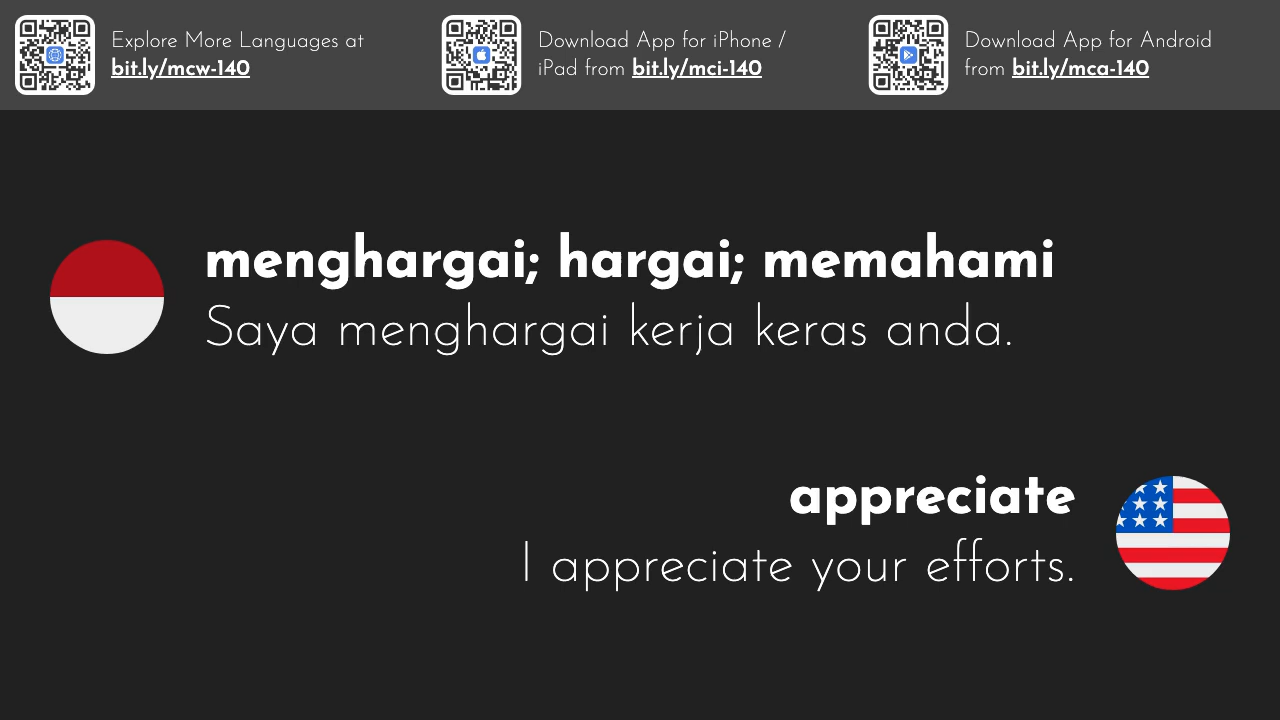 Explore More Languages at
bit.ly/mcw-140
Download App for iPhone /
iPad from bit.ly/mci-140
Download App for Android
from bit.ly/mca-140
menghargai; hargai; memahami
Saya menghargai kerja keras anda.
appreciate
I appreciate your efforts.